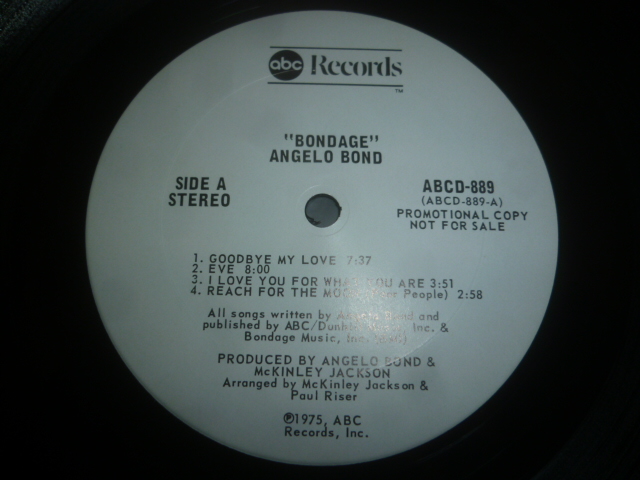 abc Records
TM
"BONDAGE"
ANGELO BOND
SIDE A
STEREO
ABCD-889
(ABCD-889-A)
PROMOTIONAL COPY
NOT FOR SALE
1. GOODBYE MY LOVE 7:37
2. EVE 8:00
3. I LOVE YOU FOR WHAT YOU ARE 3:51
4. REACH FOR THE MOON People) 2:58
All songs written by Bond and
published by ABC/Dunhill Inc. &
Bondage Music, Inc.
PRODUCED BY ANGELO BOND &
McKINLEY JACKSON
Arranged by McKinley Jackson &
Paul Riser
℗1975, ABC
Records, Inc.